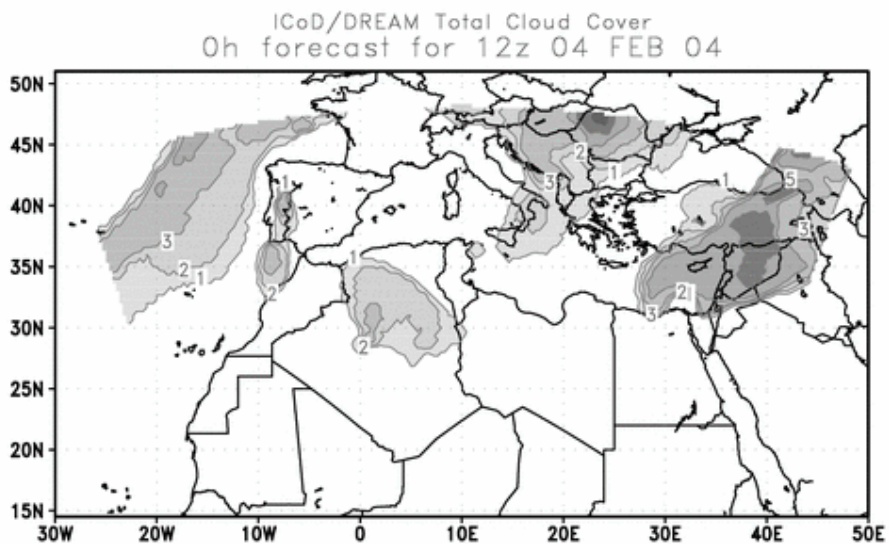 ICoD/DREAM Total Cloud Cover
0h forecast for 12z 04 FEB 04
50N
45N
40N
35N
30N
25N
20N
15N
1
2
3
1
5
1
3
3
2
1
3
1
2
2
3
2
2
30W
20W
10W
0
10E
20E
30E
40E
50E